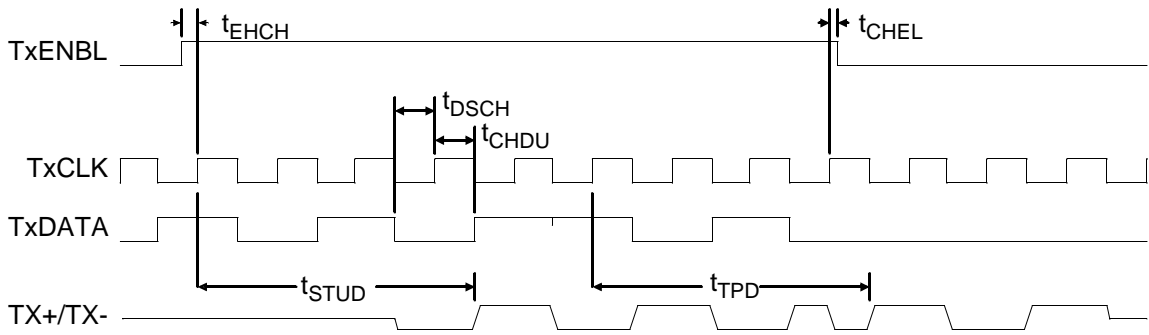 tEHCH
tCHEL
TxENBL
tDSCH
tCHDU
TxCLK
TxDATA
tSTUD
tTPD
TX+/TX-